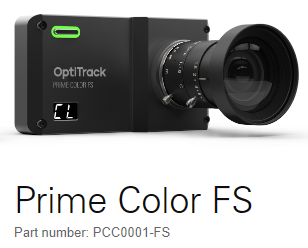 OptiTrack
PRIME COLOR FS
CL
Prime Color FS
Part number: PCC0001-FS